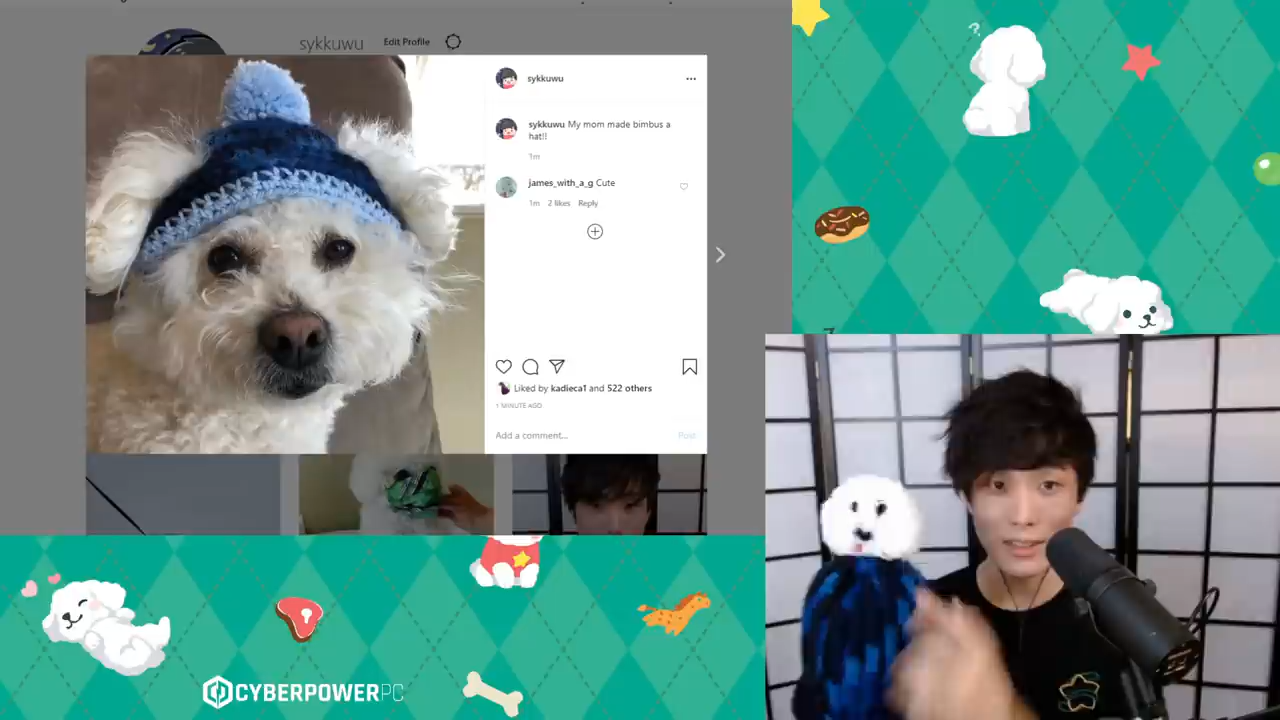 sykkuwu Edit Profile
sykkuwu
sykkuwu My mom made bimbus a
hat!!
1m
james_with_a_g Cute
1m 2 likes Reply
Liked by kadieca1 and 522 others
1 MINUTE AGO
Add a comment... Post
?
CYBERPOWERPC